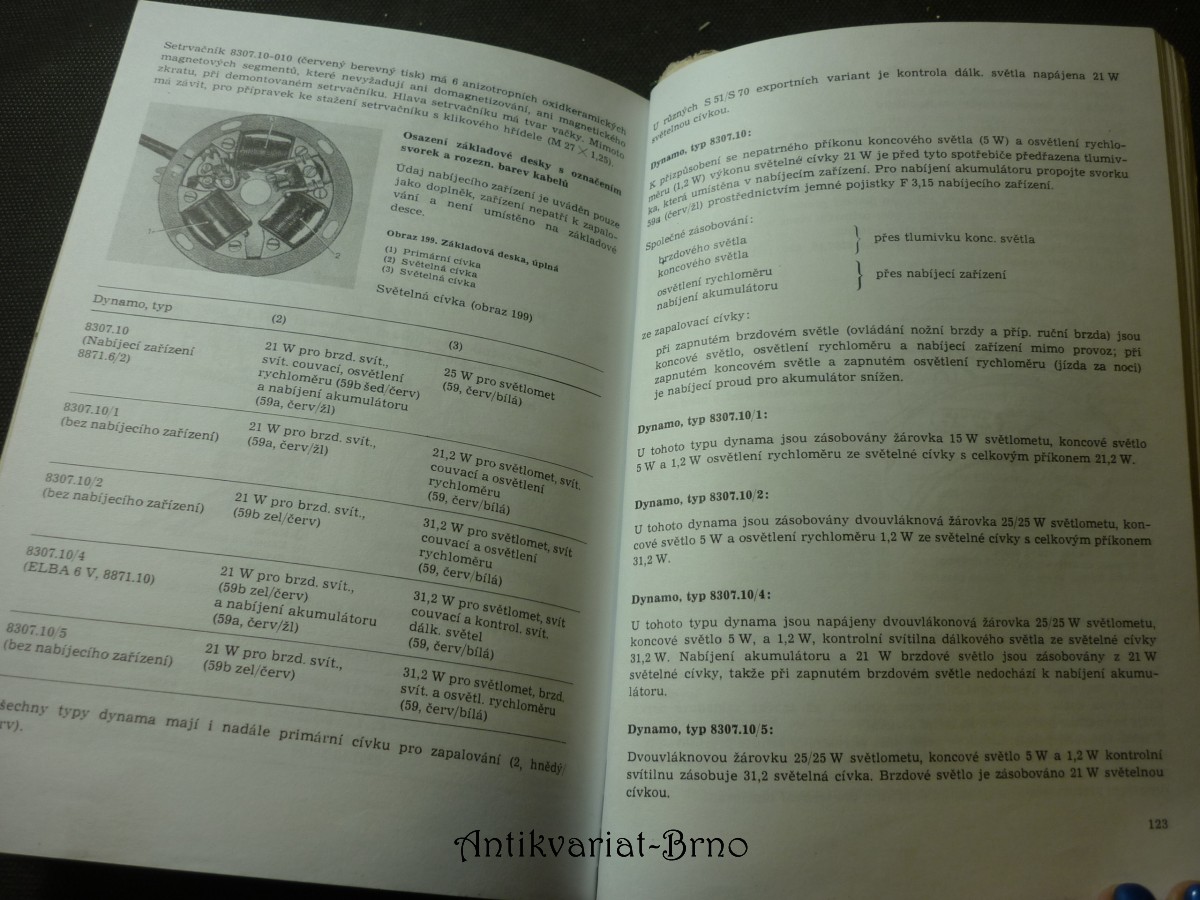 Setrvačník 8307.10-010 (červený berevný tisk) má 6 anizotropních oxidkeramických
magnetových segmentů, které nevyžadují ani domagnetizování, ani magnetického
zkratu, při demontovaném setrvačníku. Hlava setrvačníku má tvar vačky. Mimoto
má závit, pro přípravek ke stažení setrvačníku s klikového hřídele (M 27 × 1,25).
Osazení základové desky s označením
svorek a rozezn. barev kabelů
Údaj nabíjecího zařízení je uváděn pouze
jako doplněk, zařízení nepatří k zapalo-
vání a není umístěno na základové
desce.
Obraz 199. Základová deska, úplná
(1) Primární cívka
(2) Světelná cívka
(3) Světelná cívka
Světelná cívka (obraz 199)
1
2
Dynamo, typ (2) (3)
8307.10
(Nabíjecí zařízení
8871.6/2)
21 W pro brzd. svít.,
svít. couvací, osvětlení
rychloměru (59b šed/červ)
a nabíjení akumulátoru
(59a, červ/žl)
25 W pro světlomet
(59, červ/bílá)
8307.10/1
(bez nabíjecího zařízení)
21 W pro brzd. svít.,
(59a, červ/žl)
21,2 W pro světlomet, svít.
couvací a osvětlení
rychloměru
(59, červ/bílá)
8307.10/2
(bez nabíjecího zařízení)
21 W pro brzd. svít.,
(59b zel/červ)
31,2 W pro světlomet, svít
couvací a osvětlení
rychloměru
(59, červ/bílá)
8307.10/4
(ELBA 6 V, 8871.10)
21 W pro brzd. svít.,
(59b zel/červ)
a nabíjení akumulátoru
(59a, červ/žl)
31,2 W pro světlomet, svít
couvací a kontrol. svít.
dálk. světel
(59, červ/bílá)
8307.10/5
(bez nabíjecího zařízení)
21 W pro brzd. svít.,
(59b zel/červ)
31,2 W pro světlomet, brzd.
svít. a osvětl. rychloměru
(59, červ/bílá)
šechny typy dynama mají i nadále primární cívku pro zapalování (2, hnědý/
rv).
U různých S 51/S 70 exportních variant je kontrola dálk. světla napájena 21 W
světelnou cívkou.
Dynamo, typ 8307.10:
K přizpůsobení se nepatrného příkonu koncového světla (5 W) a osvětlení rychlo-
měru (1,2 W) výkonu světelné cívky 21 W je před tyto spotřebiče předřazena tlumiv-
ka, která umístěna v nabíjecím zařízení. Pro nabíjení akumulátoru propojte svorku
59a (červ/žl) prostřednictvím jemné pojistky F 3,15 nabíjecího zařízení.
Společné zásobování:
brzdového světla
koncového světla
} přes tlumivku konc. světla
osvětlení rychloměru
nabíjení akumulátoru
} přes nabíjecí zařízení
ze zapalovací cívky:
při zapnutém brzdovém světle (ovládání nožní brzdy a příp. ruční brzda) jsou
koncové světlo, osvětlení rychloměru a nabíjecí zařízení mimo provoz; při
zapnutém koncovém světle a zapnutém osvětlení rychloměru (jízda za noci)
je nabíjecí proud pro akumulátor snížen.
Dynamo, typ 8307.10/1:
U tohoto typu dynama jsou zásobovány žárovka 15 W světlometu, koncové světlo
5 W a 1,2 W osvětlení rychloměru ze světelné cívky s celkovým příkonem 21,2 W.
Dynamo, typ 8307.10/2:
U tohoto dynama jsou zásobovány dvouvláknová žárovka 25/25 W světlometu, kon-
cové světlo 5 W a osvětlení rychloměru 1,2 W ze světelné cívky s celkovým příkonem
31,2 W.
Dynamo, typ 8307.10/4:
U tohoto typu dynama jsou napájeny dvouvlákonová žárovka 25/25 W světlometu,
koncové světlo 5 W, a 1,2 W, kontrolní svítilna dálkového světla ze světelné cívky
31,2 W. Nabíjení akumulátoru a 21 W brzdové světlo jsou zásobovány z 21 W
světelné cívky, takže při zapnutém brzdovém světle nedochází k nabíjení akumu-
látoru.
Dynamo, typ 8307.10/5:
Dvouvláknovou žárovku 25/25 W světlometu, koncové světlo 5 W a 1,2 W kontrolní
svítilnu zásobuje 31,2 světelná cívka. Brzdové světlo je zásobováno 21 W světelnou
cívkou.
123
Antikvariat-Brno